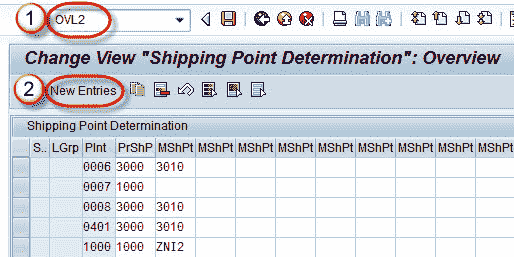 1 OVL2
Change View "Shipping Point Determination": Overview
2 New Entries
Shipping Point Determination
S.. LGrp Plnt PrShP MShPt MShPt MShPt MShPt MShPt MShPt MShPt MShPt MShPt
0006 3000 3010
0007 1000
0008 3000 3010
0401 3000 3010
1000 1000 ZNI2